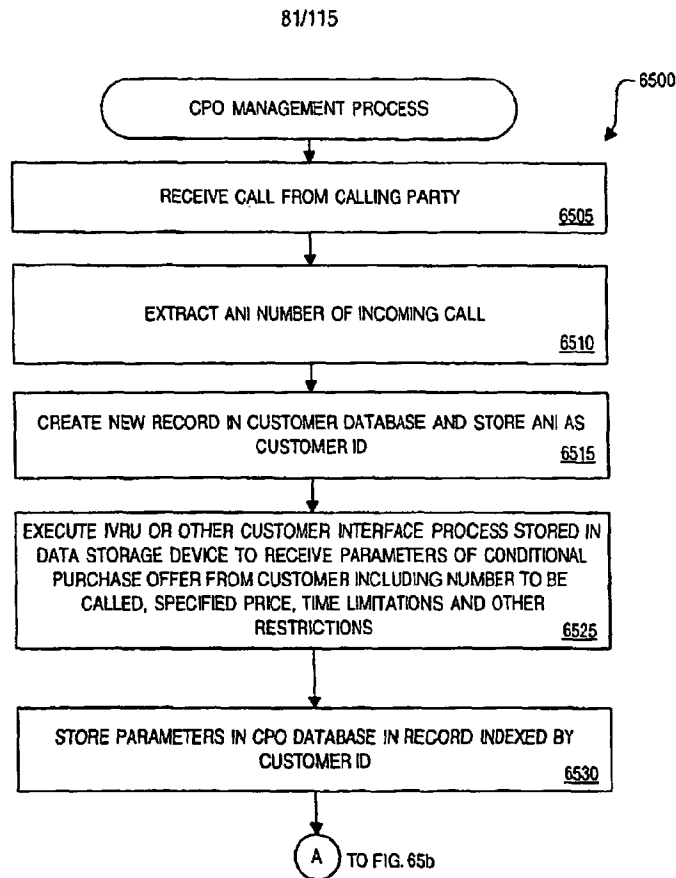 81/115
6500
CPO MANAGEMENT PROCESS
RECEIVE CALL FROM CALLING PARTY
6505
EXTRACT ANI NUMBER OF INCOMING CALL
6510
CREATE NEW RECORD IN CUSTOMER DATABASE AND STORE ANI AS
CUSTOMER ID
6515
EXECUTE IVRU OR OTHER CUSTOMER INTERFACE PROCESS STORED IN
DATA STORAGE DEVICE TO RECEIVE PARAMETERS OF CONDITIONAL
PURCHASE OFFER FROM CUSTOMER INCLUDING NUMBER TO BE
CALLED, SPECIFIED PRICE, TIME LIMITATIONS AND OTHER
RESTRICTIONS
6525
STORE PARAMETERS IN CPO DATABASE IN RECORD INDEXED BY
CUSTOMER ID
6530
A TO FIG. 65b